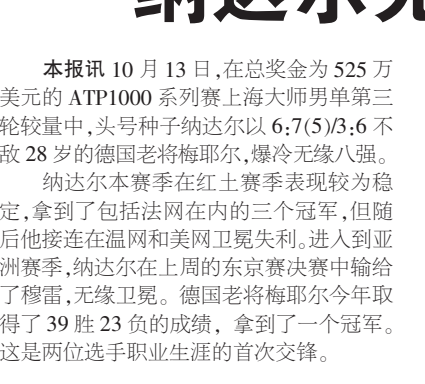 本报讯 10 月 13 日,在总奖金为 525 万
美元的 ATP1000 系列赛上海大师男单第三
轮较量中,头号种子纳达尔以 6:7(5)/3:6 不
敌 28 岁的德国老将梅耶尔,爆冷无缘八强。
纳达尔本赛季在红土赛季表现较为稳
定,拿到了包括法网在内的三个冠军,但随
后他接连在温网和美网卫冕失利。进入到亚
洲赛季,纳达尔在上周的东京赛决赛中输给
了穆雷,无缘卫冕。德国老将梅耶尔今年取
得了 39 胜 23 负的成绩，拿到了一个冠军。
这是两位选手职业生涯的首次交锋。